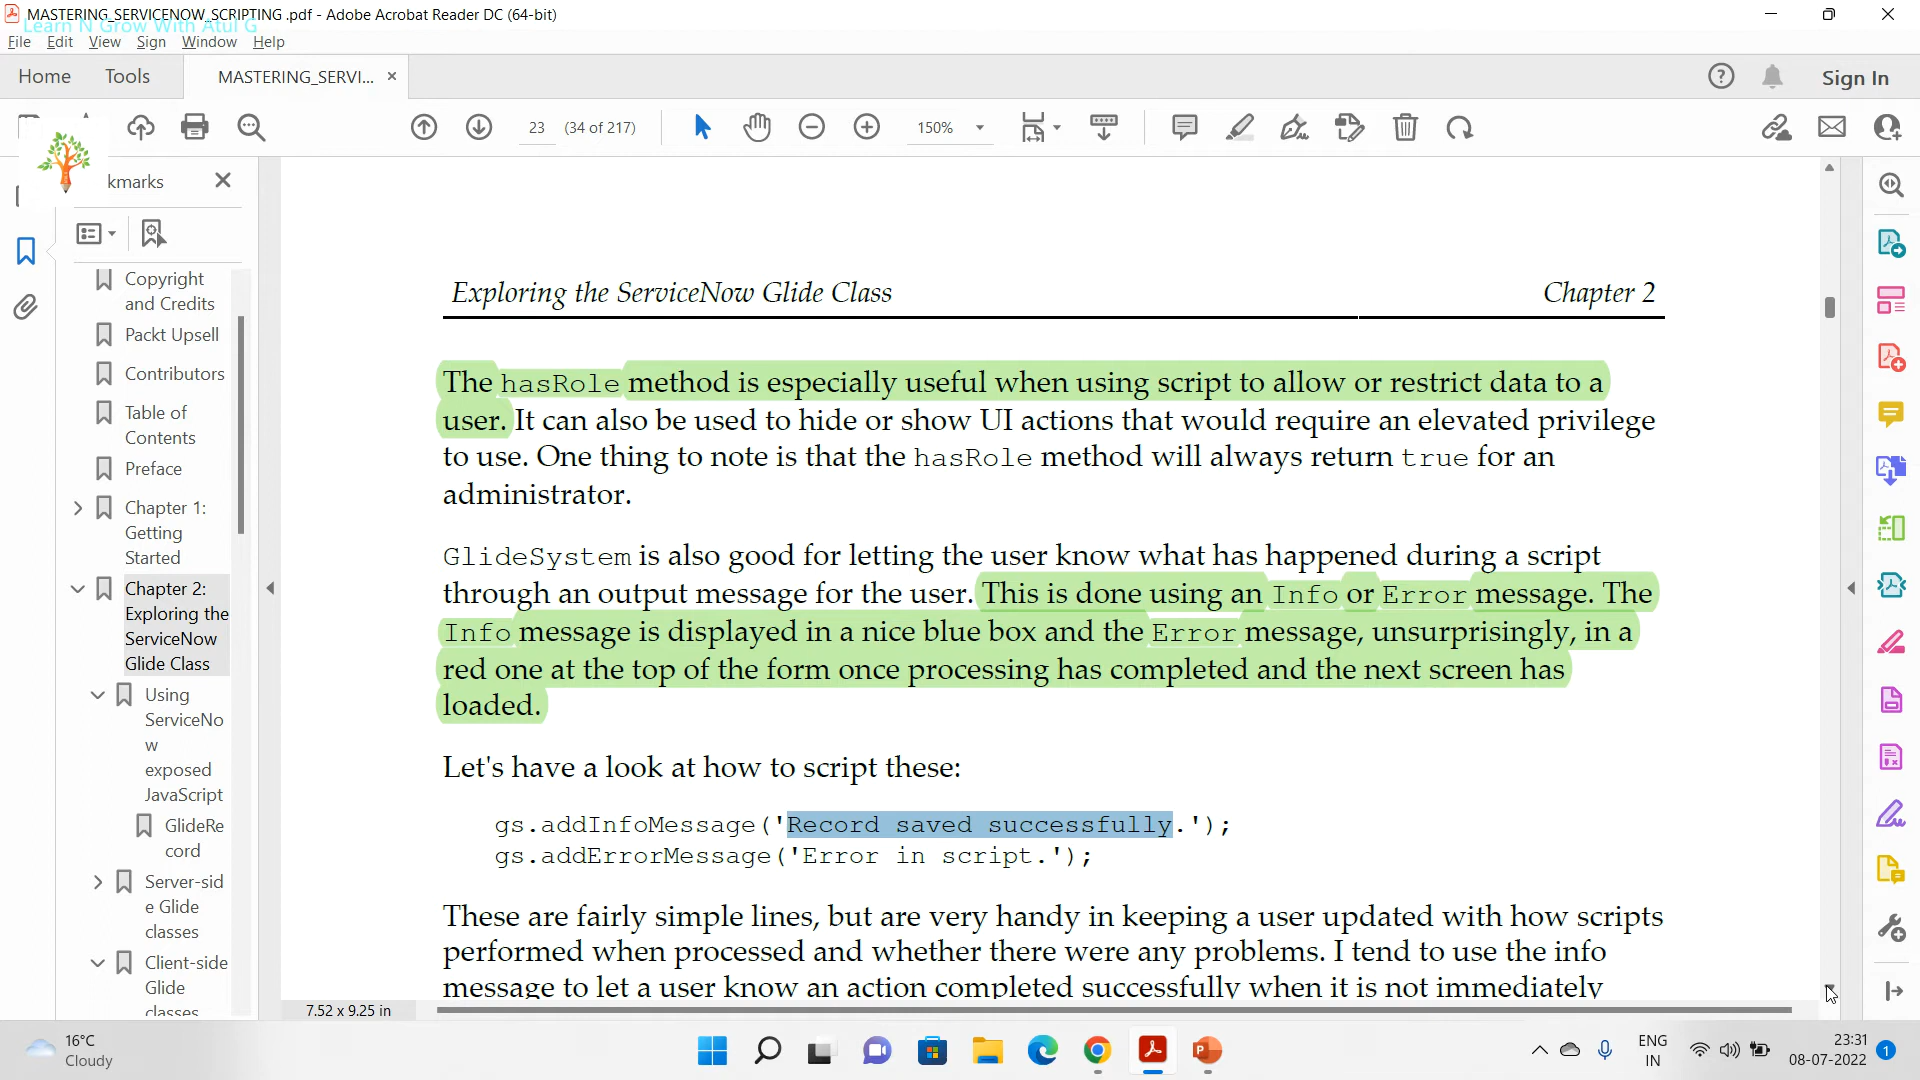 MASTERING_SERVICENOW_SCRIPTING .pdf - Adobe Acrobat Reader DC (64-bit)
Learn N Grow With Atul G
File Edit View Sign Window Help
Home Tools MASTERING_SERVI... × Sign In
23 (34 of 217) 150%
kmarks
Copyright
and Credits
Packt Upsell
Contributors
Table of
Contents
Preface
Chapter 1:
Getting
Started
Chapter 2:
Exploring the
ServiceNow
Glide Class
Using
ServiceNo
w
exposed
JavaScript
GlideRe
cord
Server-sid
e Glide
classes
Client-side
Glide
classes
Exploring the ServiceNow Glide Class Chapter 2
The hasRole method is especially useful when using script to allow or restrict data to a
user. It can also be used to hide or show UI actions that would require an elevated privilege
to use. One thing to note is that the hasRole method will always return true for an
administrator.
GlideSystem is also good for letting the user know what has happened during a script
through an output message for the user. This is done using an Info or Error message. The
Info message is displayed in a nice blue box and the Error message, unsurprisingly, in a
red one at the top of the form once processing has completed and the next screen has
loaded.
Let's have a look at how to script these:
gs.addInfoMessage('Record saved successfully.');
gs.addErrorMessage('Error in script.');
These are fairly simple lines, but are very handy in keeping a user updated with how scripts
performed when processed and whether there were any problems. I tend to use the info
message to let a user know an action completed successfully when it is not immediately
7.52 x 9.25 in
16°C
Cloudy
ENG
IN
23:31
08-07-2022
1